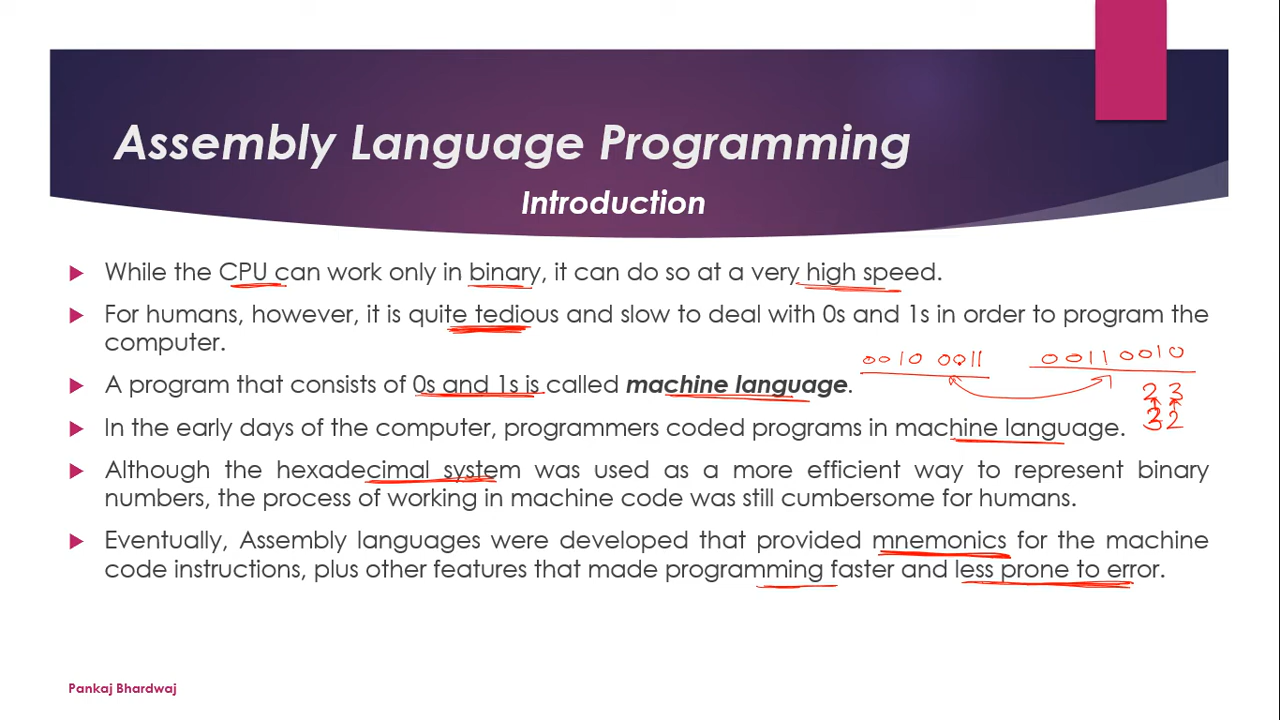 Assembly Language Programming
Introduction
While the CPU can work only in binary, it can do so at a very high speed.
For humans, however, it is quite tedious and slow to deal with 0s and 1s in order to program the
computer.
0010 0011 0011 0010
A program that consists of 0s and 1s is called machine language.
23
32
In the early days of the computer, programmers coded programs in machine language.
Although the hexadecimal system was used as a more efficient way to represent binary
numbers, the process of working in machine code was still cumbersome for humans.
Eventually, Assembly languages were developed that provided mnemonics for the machine
code instructions, plus other features that made programming faster and less prone to error.
Pankaj Bhardwaj